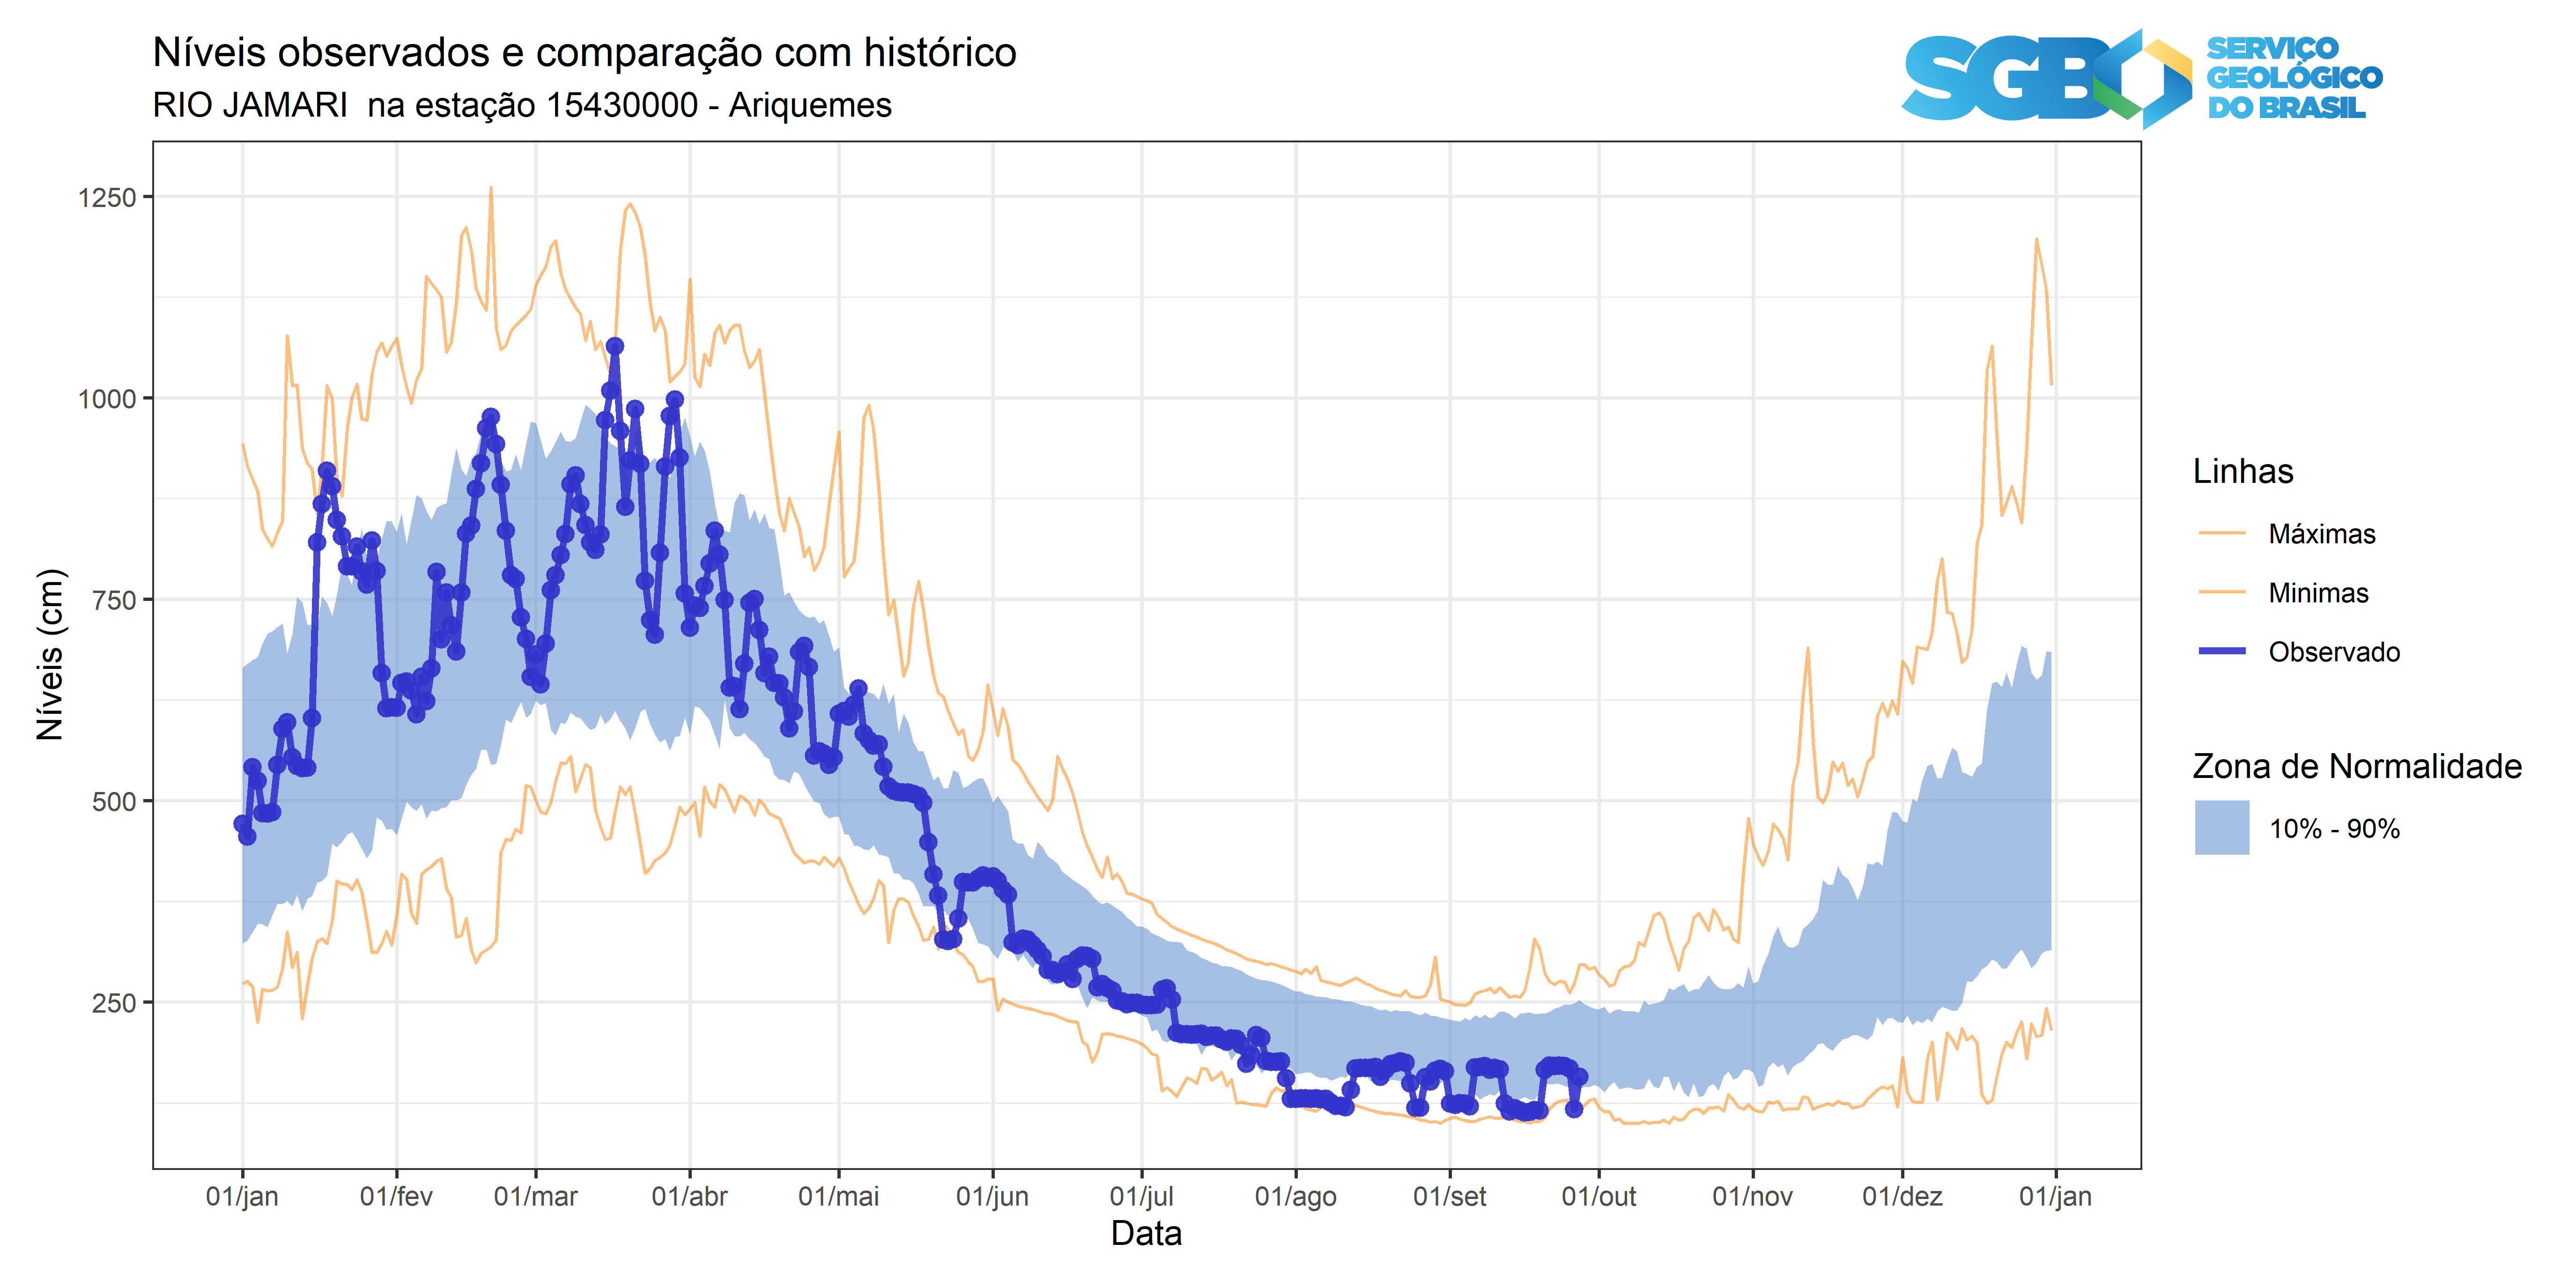 Níveis observados e comparação com histórico
RIO JAMARI  na estação 15430000 - Ariquemes
SGB
SERVIÇO
GEOLÓGICO
DO BRASIL
Níveis (cm)
1250
1000
750
500
250
01/jan
01/fev
01/mar
01/abr
01/mai
01/jun
01/jul
01/ago
01/set
01/out
01/nov
01/dez
01/jan
Data
Linhas
Máximas
Minimas
Observado
Zona de Normalidade
10% - 90%